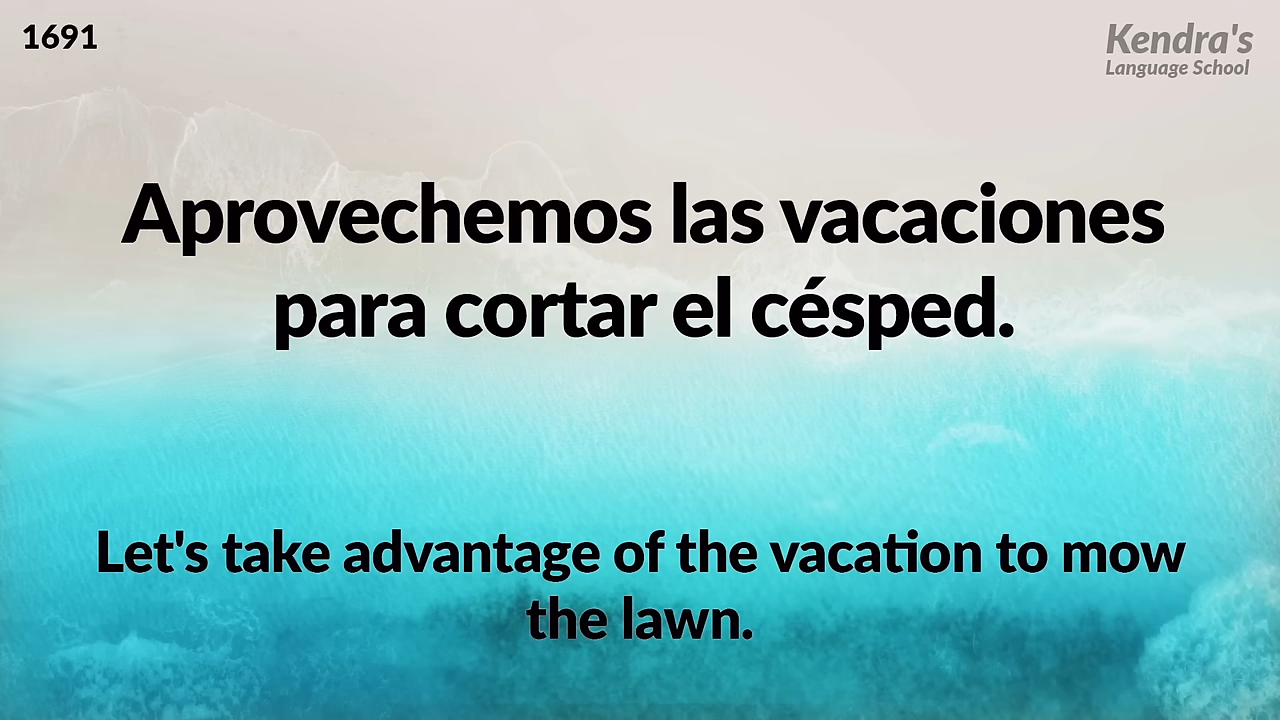 1691
Kendra's
Language School
Aprovechemos las vacaciones
para cortar el césped.
Let's take advantage of the vacation to mow
the lawn.